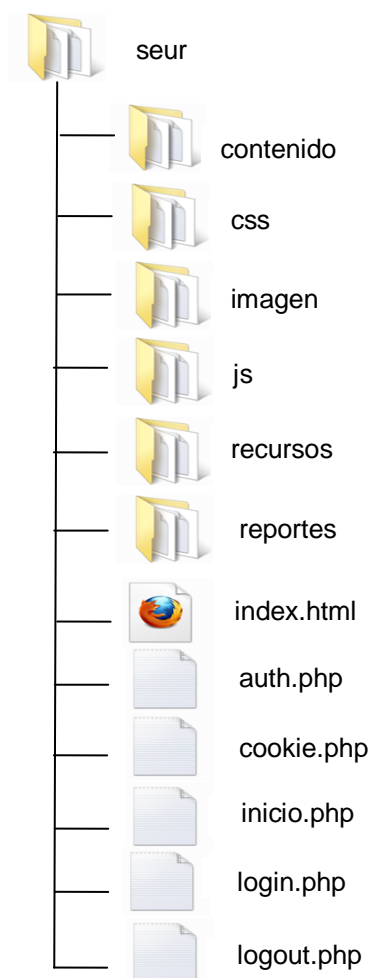 seur
contenido
css
imagen
js
recursos
reportes
index.html
auth.php
cookie.php
inicio.php
login.php
logout.php